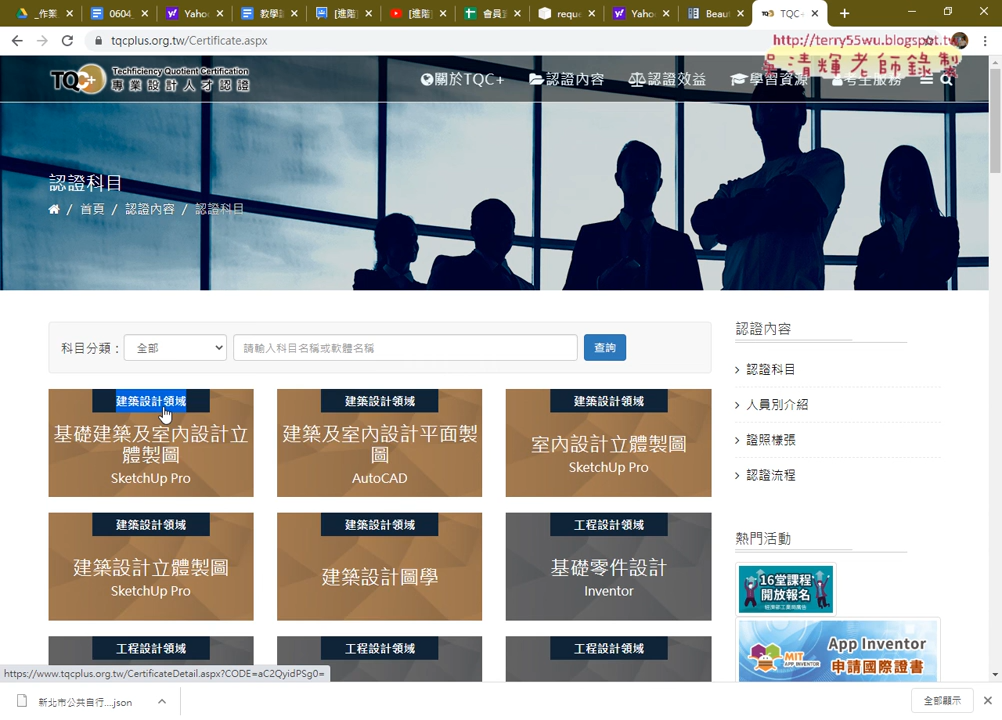 _作業
0604_
Yaho
教學
[進階]
[進階]
會員
requ
Yaho
Beau
TQC+
tqcplus.org.tw/Certificate.aspx
http://terry55wu.blogspot.tw
吳清輝老師錄製
TQC+
Techficiency Quotient Certification
專業設計人才認證
關於TQC+
認證內容
認證效益
學習資源
考生服務
認證科目
/ 首頁 / 認證內容 / 認證科目
科目分類：
全部
請輸入科目名稱或軟體名稱
查詢
建築設計領域
基礎建築及室內設計立
體製圖
SketchUp Pro
建築設計領域
建築及室內設計平面製
圖
AutoCAD
建築設計領域
室內設計立體製圖
SketchUp Pro
建築設計領域
建築設計立體製圖
SketchUp Pro
建築設計領域
建築設計圖學
工程設計領域
基礎零件設計
Inventor
工程設計領域
工程設計領域
工程設計領域
認證內容
認證科目
人員別介紹
證照樣張
認證流程
熱門活動
16堂課程
開放報名
App Inventor
申請國際證書
MIT
APP INVENTOR
https://www.tqcplus.org.tw/CertificateDetail.aspx?CODE=aC2QyidPSg0=
新北市公共自行....json
全部顯示